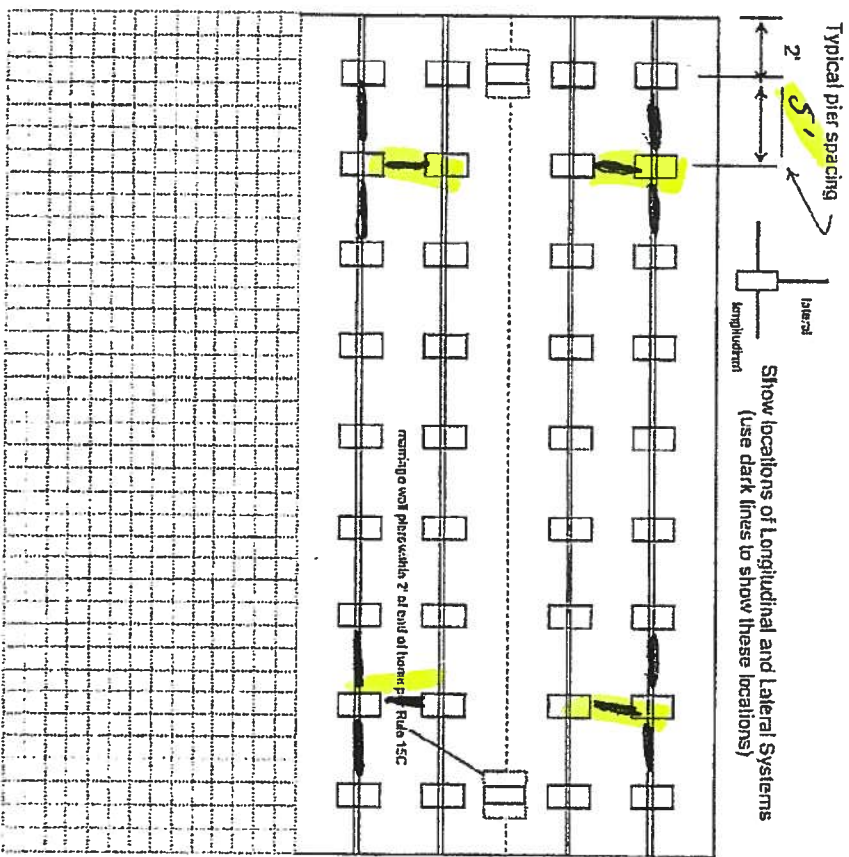 Typical pier spacing
2'
5'
lateral
longitudinal
Show locations of Longitudinal and Lateral Systems
(use dark lines to show these locations)
marriage wall piers within 2' of end of home per Rule 15C